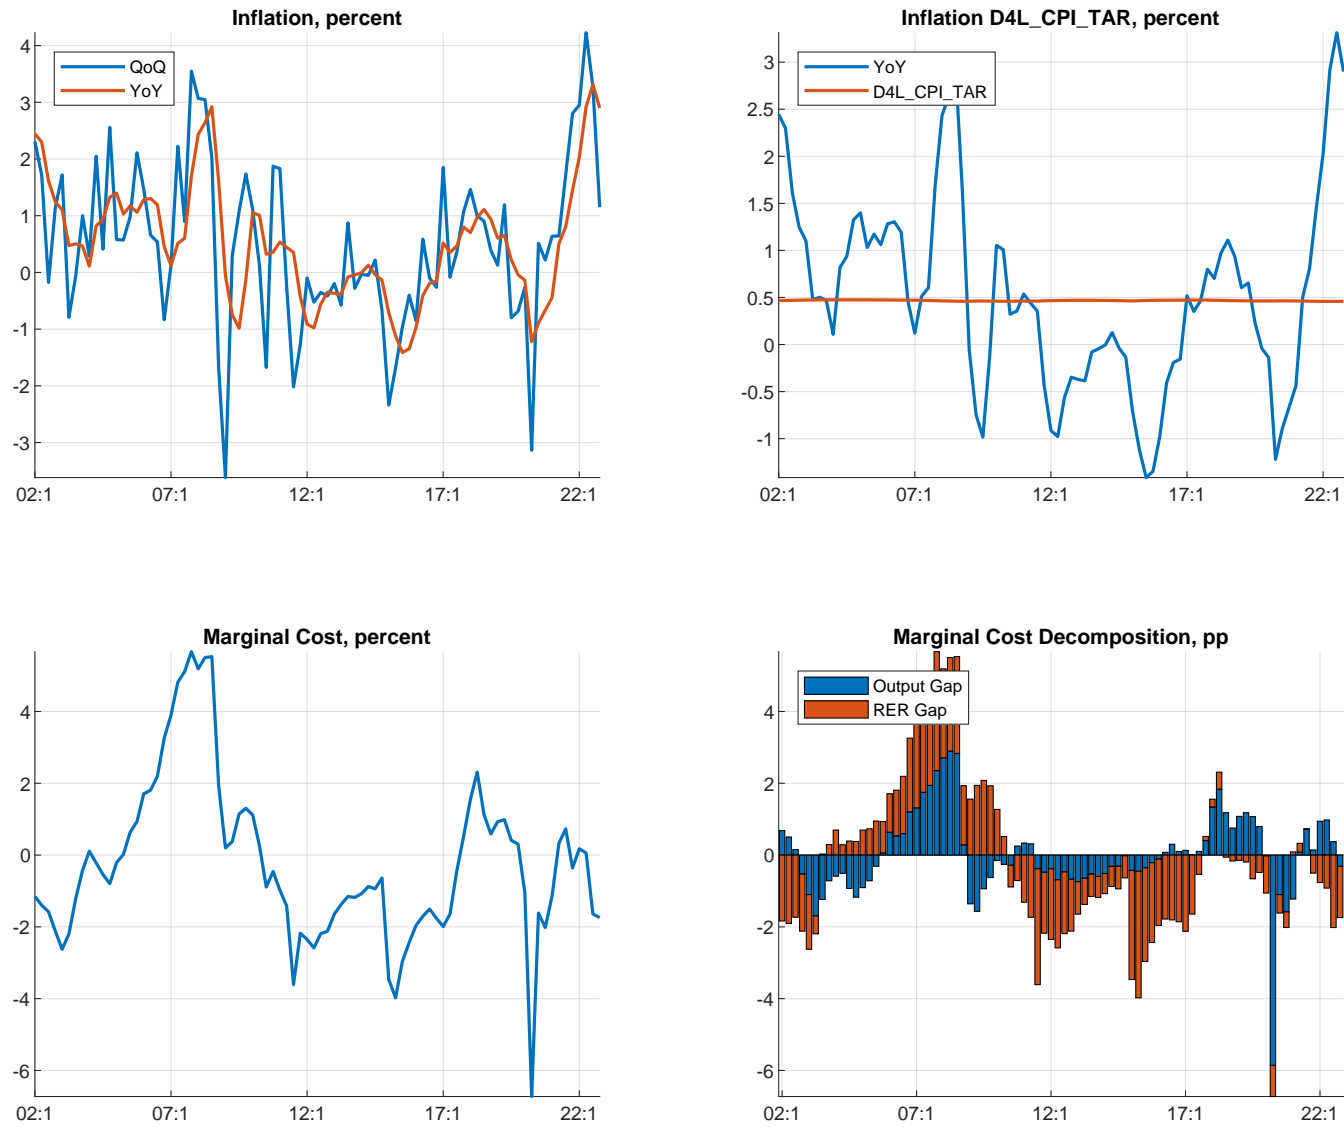 Inflation, percent
QoQ
YoY
4
3
2
1
0
-1
-2
-3
02:1 07:1 12:1 17:1 22:1
Inflation D4L_CPI_TAR, percent
YoY
D4L_CPI_TAR
3
2.5
2
1.5
1
0.5
0
-0.5
-1
02:1 07:1 12:1 17:1 22:1
Marginal Cost, percent
4
2
0
-2
-4
-6
02:1 07:1 12:1 17:1 22:1
Marginal Cost Decomposition, pp
Output Gap
RER Gap
4
2
0
-2
-4
-6
02:1 07:1 12:1 17:1 22:1